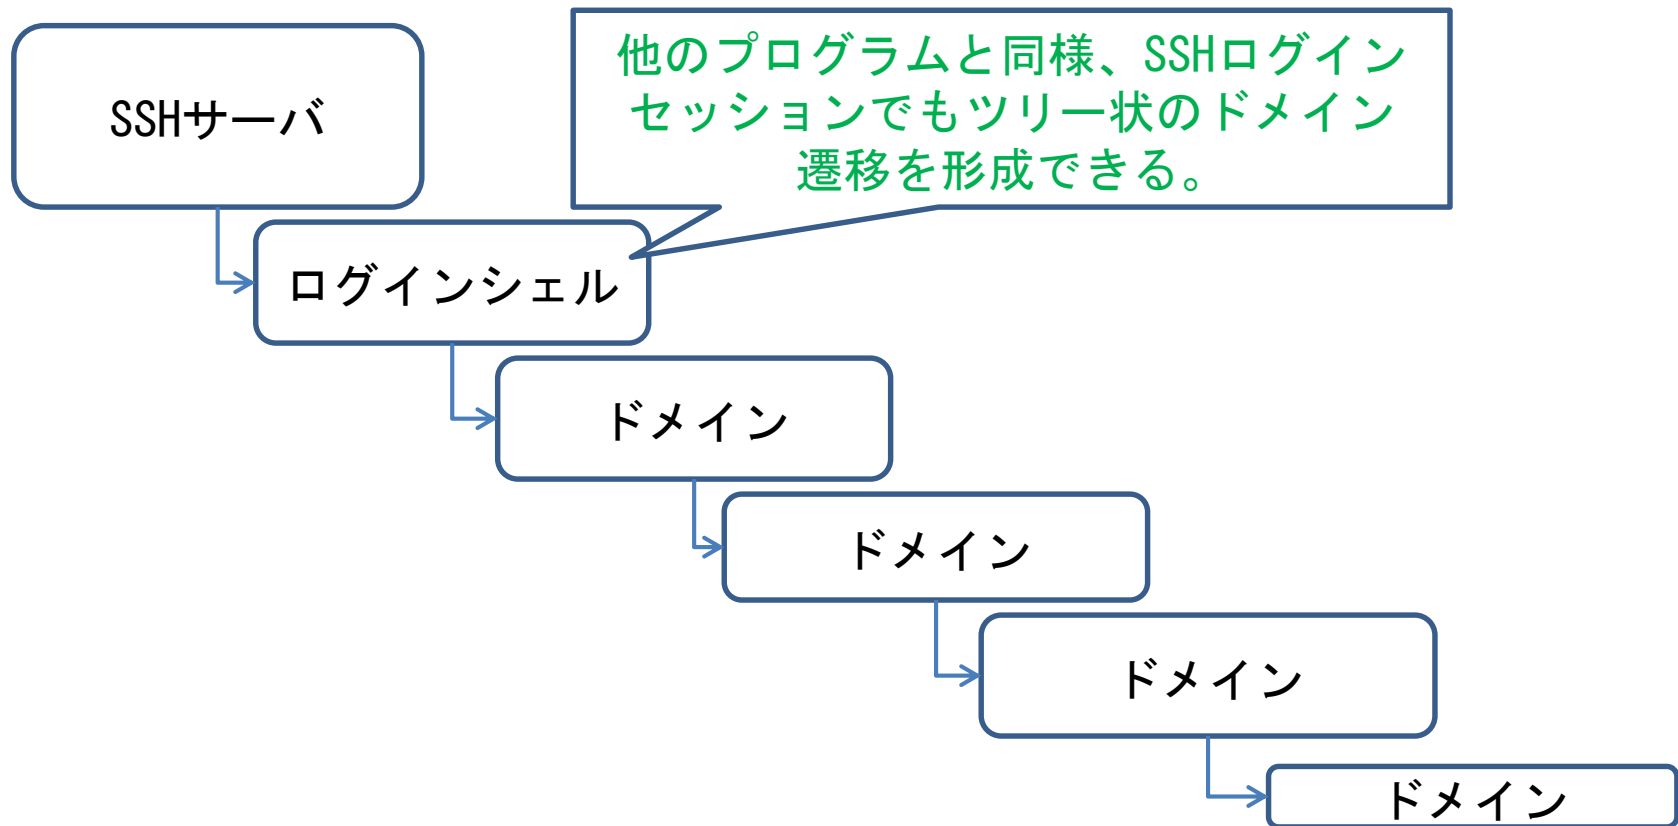 他のプログラムと同様、SSHログイン
セッションでもツリー状のドメイン
遷移を形成できる。
SSHサーバ
ログインシェル
ドメイン
ドメイン
ドメイン
ドメイン